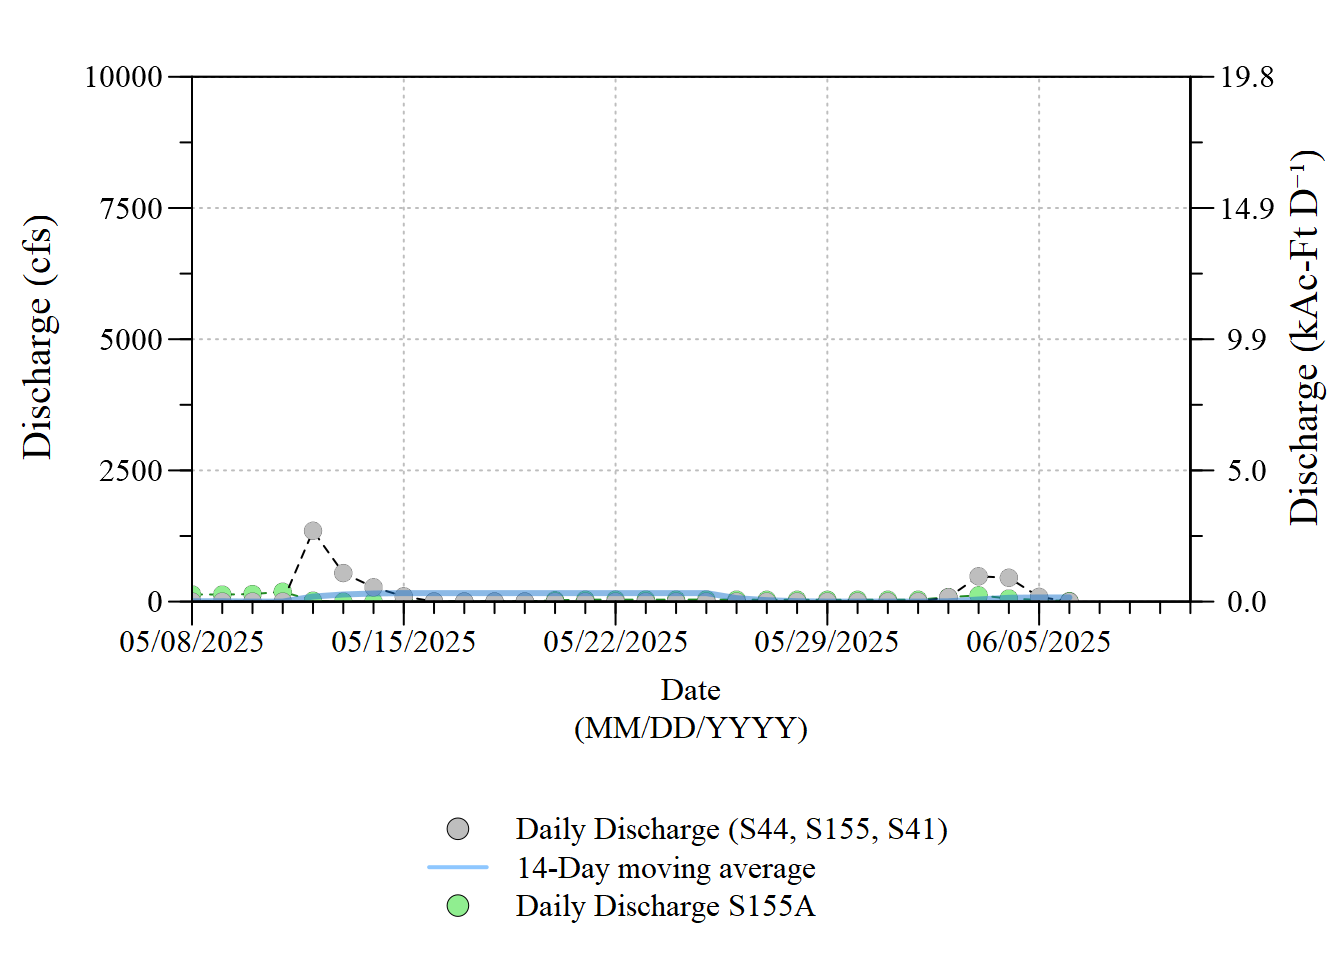 10000
7500
5000
2500
0
Discharge (cfs)
19.8
14.9
9.9
5.0
0.0
Discharge (kAc-Ft D⁻¹)
05/08/2025
05/15/2025
05/22/2025
05/29/2025
06/05/2025
Date
(MM/DD/YYYY)
Daily Discharge (S44, S155, S41)
14-Day moving average
Daily Discharge S155A